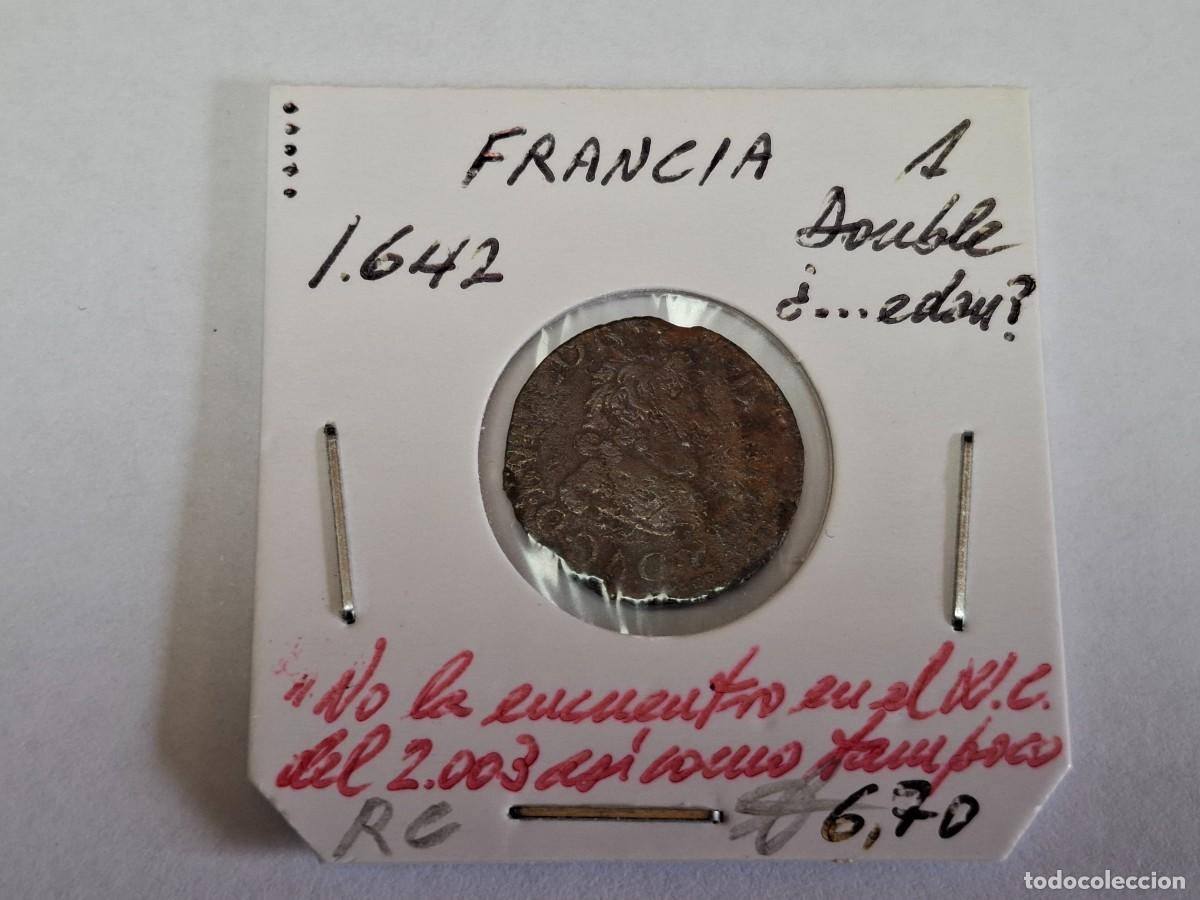 FRANCIA 1
1.642 Double
¿...edan?
"No la encuentro en el W.C.
del 2.003 así como tampoco
RC 6,70
todocoleccion